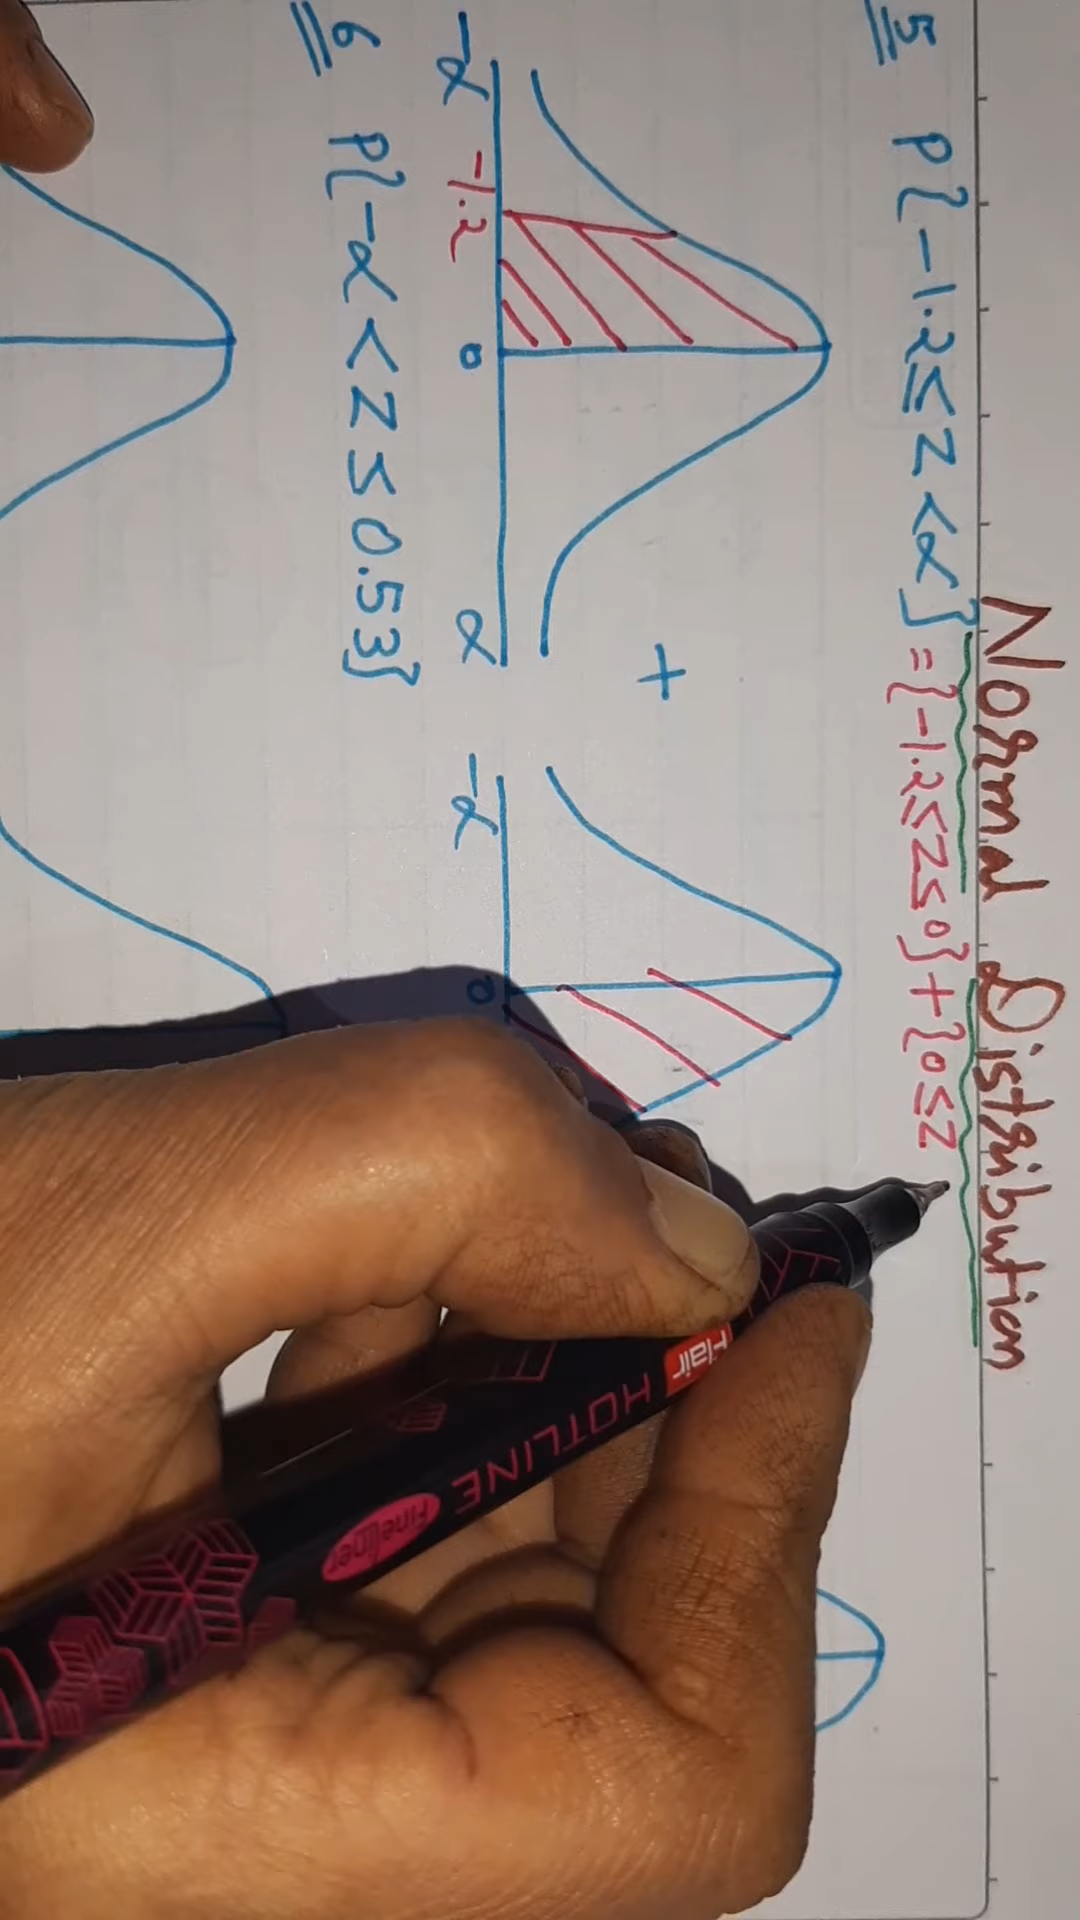 Normal Distribution
5 P{-1.2≤Z<α}={-1.2≤Z≤0}+{0≤Z
+
-α -1.2 0 α -α 0
6 P{-α<Z≤0.53}
Flair HOTLINE Fineliner